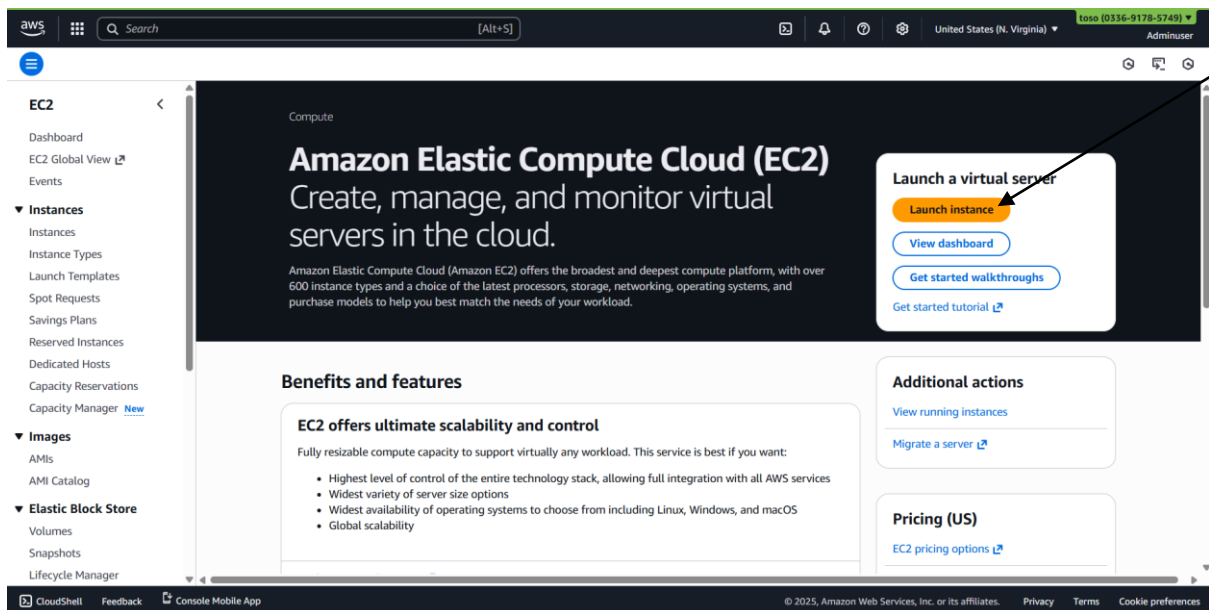 aws
Search
[Alt+S]
United States (N. Virginia)
toso (0336-9178-5749)
Adminuser
EC2
Dashboard
EC2 Global View
Events
Instances
Instances
Instance Types
Launch Templates
Spot Requests
Savings Plans
Reserved Instances
Dedicated Hosts
Capacity Reservations
Capacity Manager New
Images
AMIs
AMI Catalog
Elastic Block Store
Volumes
Snapshots
Lifecycle Manager
Compute
Amazon Elastic Compute Cloud (EC2)
Create, manage, and monitor virtual
servers in the cloud.
Amazon Elastic Compute Cloud (Amazon EC2) offers the broadest and deepest compute platform, with over
600 instance types and a choice of the latest processors, storage, networking, operating systems, and
purchase models to help you best match the needs of your workload.
Launch a virtual server
Launch instance
View dashboard
Get started walkthroughs
Get started tutorial
Benefits and features
EC2 offers ultimate scalability and control
Fully resizable compute capacity to support virtually any workload. This service is best if you want:
• Highest level of control of the entire technology stack, allowing full integration with all AWS services
• Widest variety of server size options
• Widest availability of operating systems to choose from including Linux, Windows, and macOS
• Global scalability
Additional actions
View running instances
Migrate a server
Pricing (US)
EC2 pricing options
CloudShell Feedback Console Mobile App
© 2025, Amazon Web Services, Inc. or its affiliates. Privacy Terms Cookie preferences